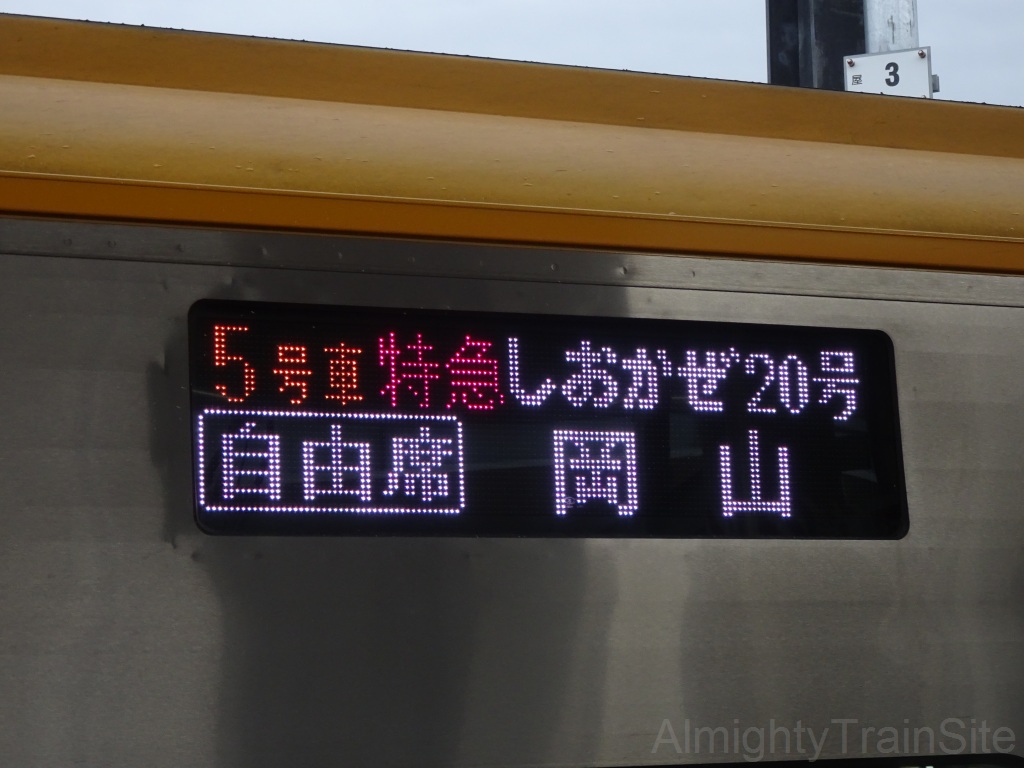 屋 3
5号車 特急 しおかぜ20号
自由席 岡山
AlmightyTrainSite